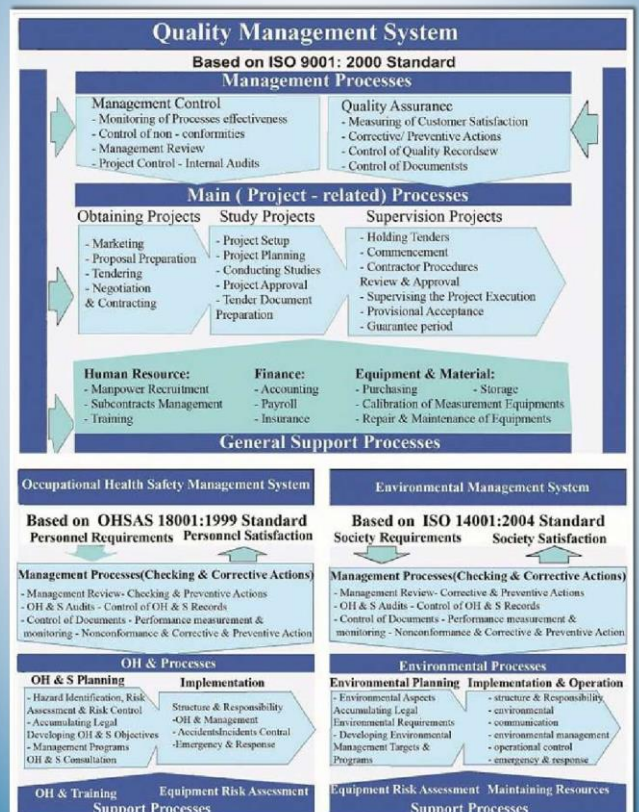 Quality Management System
Based on ISO 9001: 2000 Standard
Management Processes
Management Control
- Monitoring of Processes effectiveness
- Control of non - conformities
- Management Review
- Project Control - Internal Audits
Quality Assurance
- Measuring of Customer Satisfaction
- Corrective/ Preventive Actions
- Control of Quality Recordsew
- Control of Documentsts
Main ( Project - related) Processes
Obtaining Projects
- Marketing
- Proposal Preparation
- Tendering
- Negotiation
& Contracting
Study Projects
- Project Setup
- Project Planning
- Conducting Studies
- Project Approval
- Tender Document
Preparation
Supervision Projects
- Holding Tenders
- Commencement
- Contractor Procedures
Review & Approval
- Supervising the Project Execution
- Provisional Acceptance
- Guarantee period
Human Resource:
- Manpower Recruitment
- Subcontracts Management
- Training
Finance:
- Accounting
- Payroll
- Insurance
Equipment & Material:
- Purchasing - Storage
- Calibration of Measurement Equipments
- Repair & Maintenance of Equipments
General Support Processes
Occupational Health Safety Management System
Based on OHSAS 18001:1999 Standard
Personnel Requirements Personnel Satisfaction
Management Processes(Checking & Corrective Actions)
- Management Review- Checking & Preventive Actions
- OH & S Audits - Control of OH & S Records
- Control of Documents - Performance measurement &
monitoring - Nonconformance & Corrective & Preventive Action
OH & Processes
OH & S Planning
- Hazard Identification, Risk
Assessment & Risk Control
- Accumulating Legal
Developing OH & S Objectives
- Management Programs
OH & S Consultation
Implementation
Structure & Responsibility
-OH & Management
- AccidentsIncidents Control
-Emergency & Response
OH & Training Equipment Risk Assessment
Support Processes
Environmental Management System
Based on ISO 14001:2004 Standard
Society Requirements Society Satisfaction
Management Processes(Checking & Corrective Actions)
- Management Review- Corrective & Preventive Actions
- OH & S Audits - Control of OH & S Records
- Control of Documents - Performance measurement &
monitoring - Nonconformance & Corrective & Preventive Action
Environmental Processes
Environmental Planning
- Environmental Aspects
Accumulating Legal
Environmental Requirements
- Developing Environmental
Management Targets &
Programs
Implementation & Operation
- structure & Responsibility
- environmental
- communication
- environmental management
- operational control
- emergency & response
Equipment Risk Assessment Maintaining Resources
Support Processes